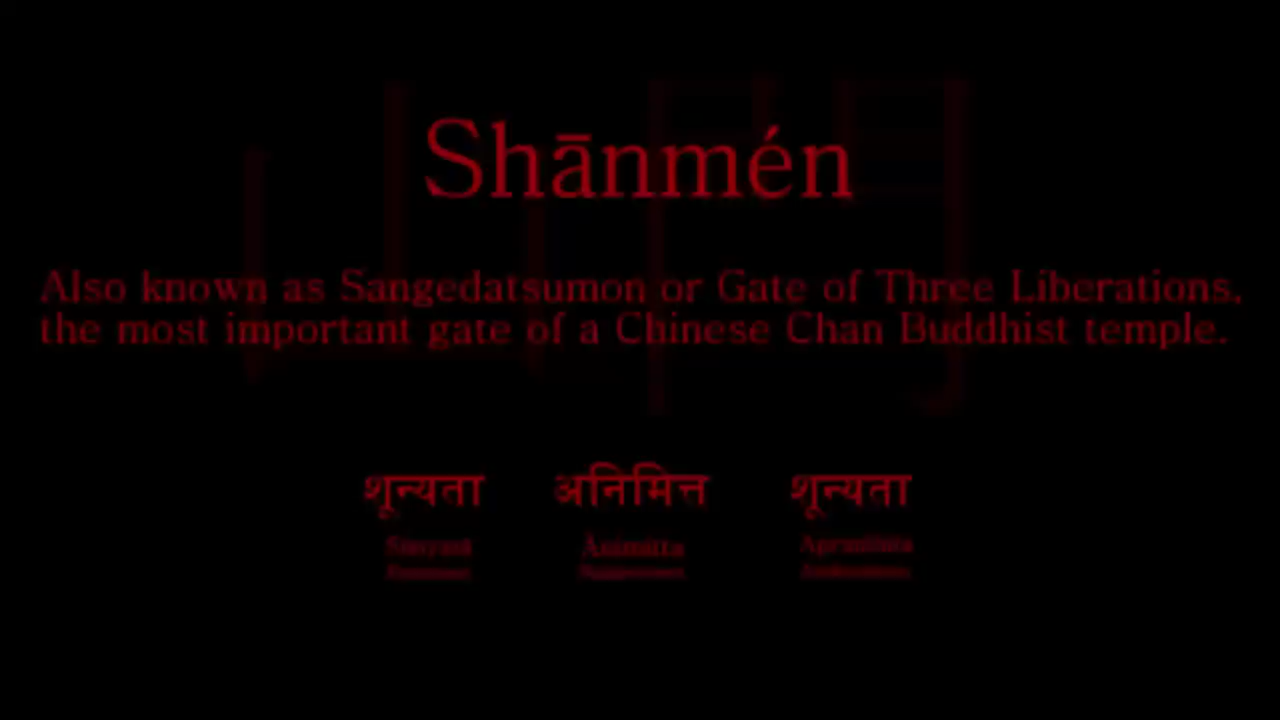 Shānmén
Also known as Sangedatsumon or Gate of Three Liberations,
the most important gate of a Chinese Chan Buddhist temple.
शून्यता अनिमित्त शून्यता
Animitta